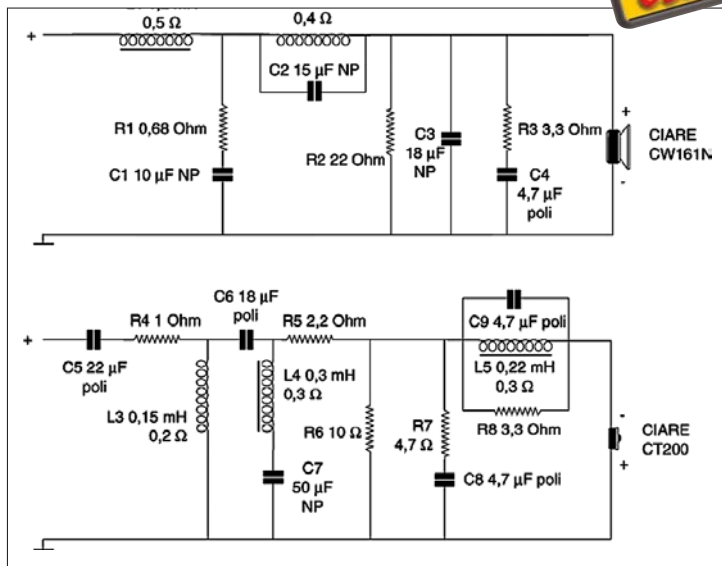 0,5 Ω
0,4 Ω
+
C2 15 µF NP
R1 0,68 Ohm
C1 10 µF NP
R2 22 Ohm
C3
18 µF
NP
R3 3,3 Ohm
C4
4,7 µF
poli
+
-
CIARE
CW161N
+
C5 22 µF
poli
R4 1 Ohm
C6 18 µF
poli
R5 2,2 Ohm
L3 0,15 mH
0,2 Ω
L4 0,3 mH
0,3 Ω
C7
50 µF
NP
R6 10 Ω
R7
4,7 Ω
C8 4,7 µF poli
C9 4,7 µF poli
L5 0,22 mH
0,3 Ω
R8 3,3 Ohm
-
+
CIARE
CT200